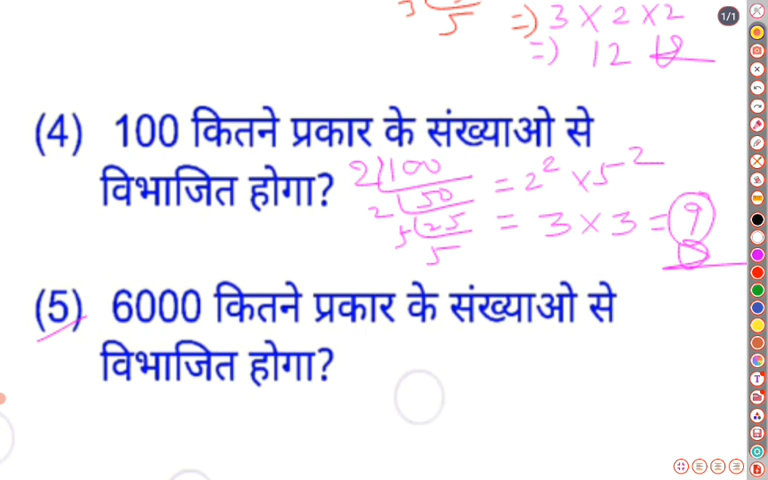 5 => 3 X 2 X 2
=) 12
1/1
(4) 100 कितने प्रकार के संख्याओ से
विभाजित होगा?
2 100 = 2² X 5²
2 50
5 25 = 3 X 3 = 9
5
(5) 6000 कितने प्रकार के संख्याओ से
विभाजित होगा?